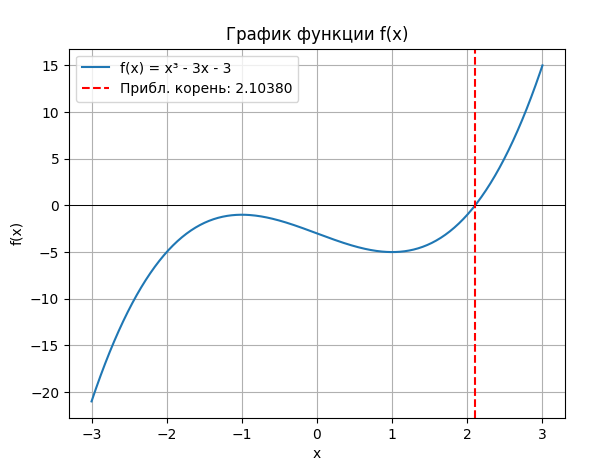 График функции f(x)
f(x) = x³ - 3x - 3
Прибл. корень: 2.10380
15
10
5
0
−5
−10
−15
−20
f(x)
−3 −2 −1 0 1 2 3
x